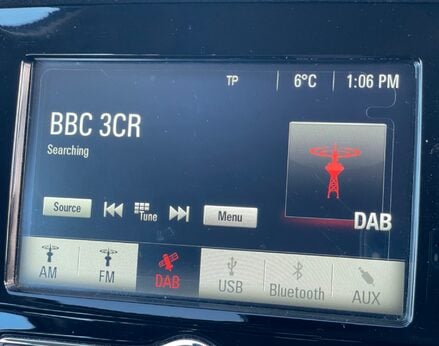 TP 6°C 1:06 PM
BBC 3CR
Searching
Source Tune Menu
DAB
AM FM DAB USB Bluetooth AUX